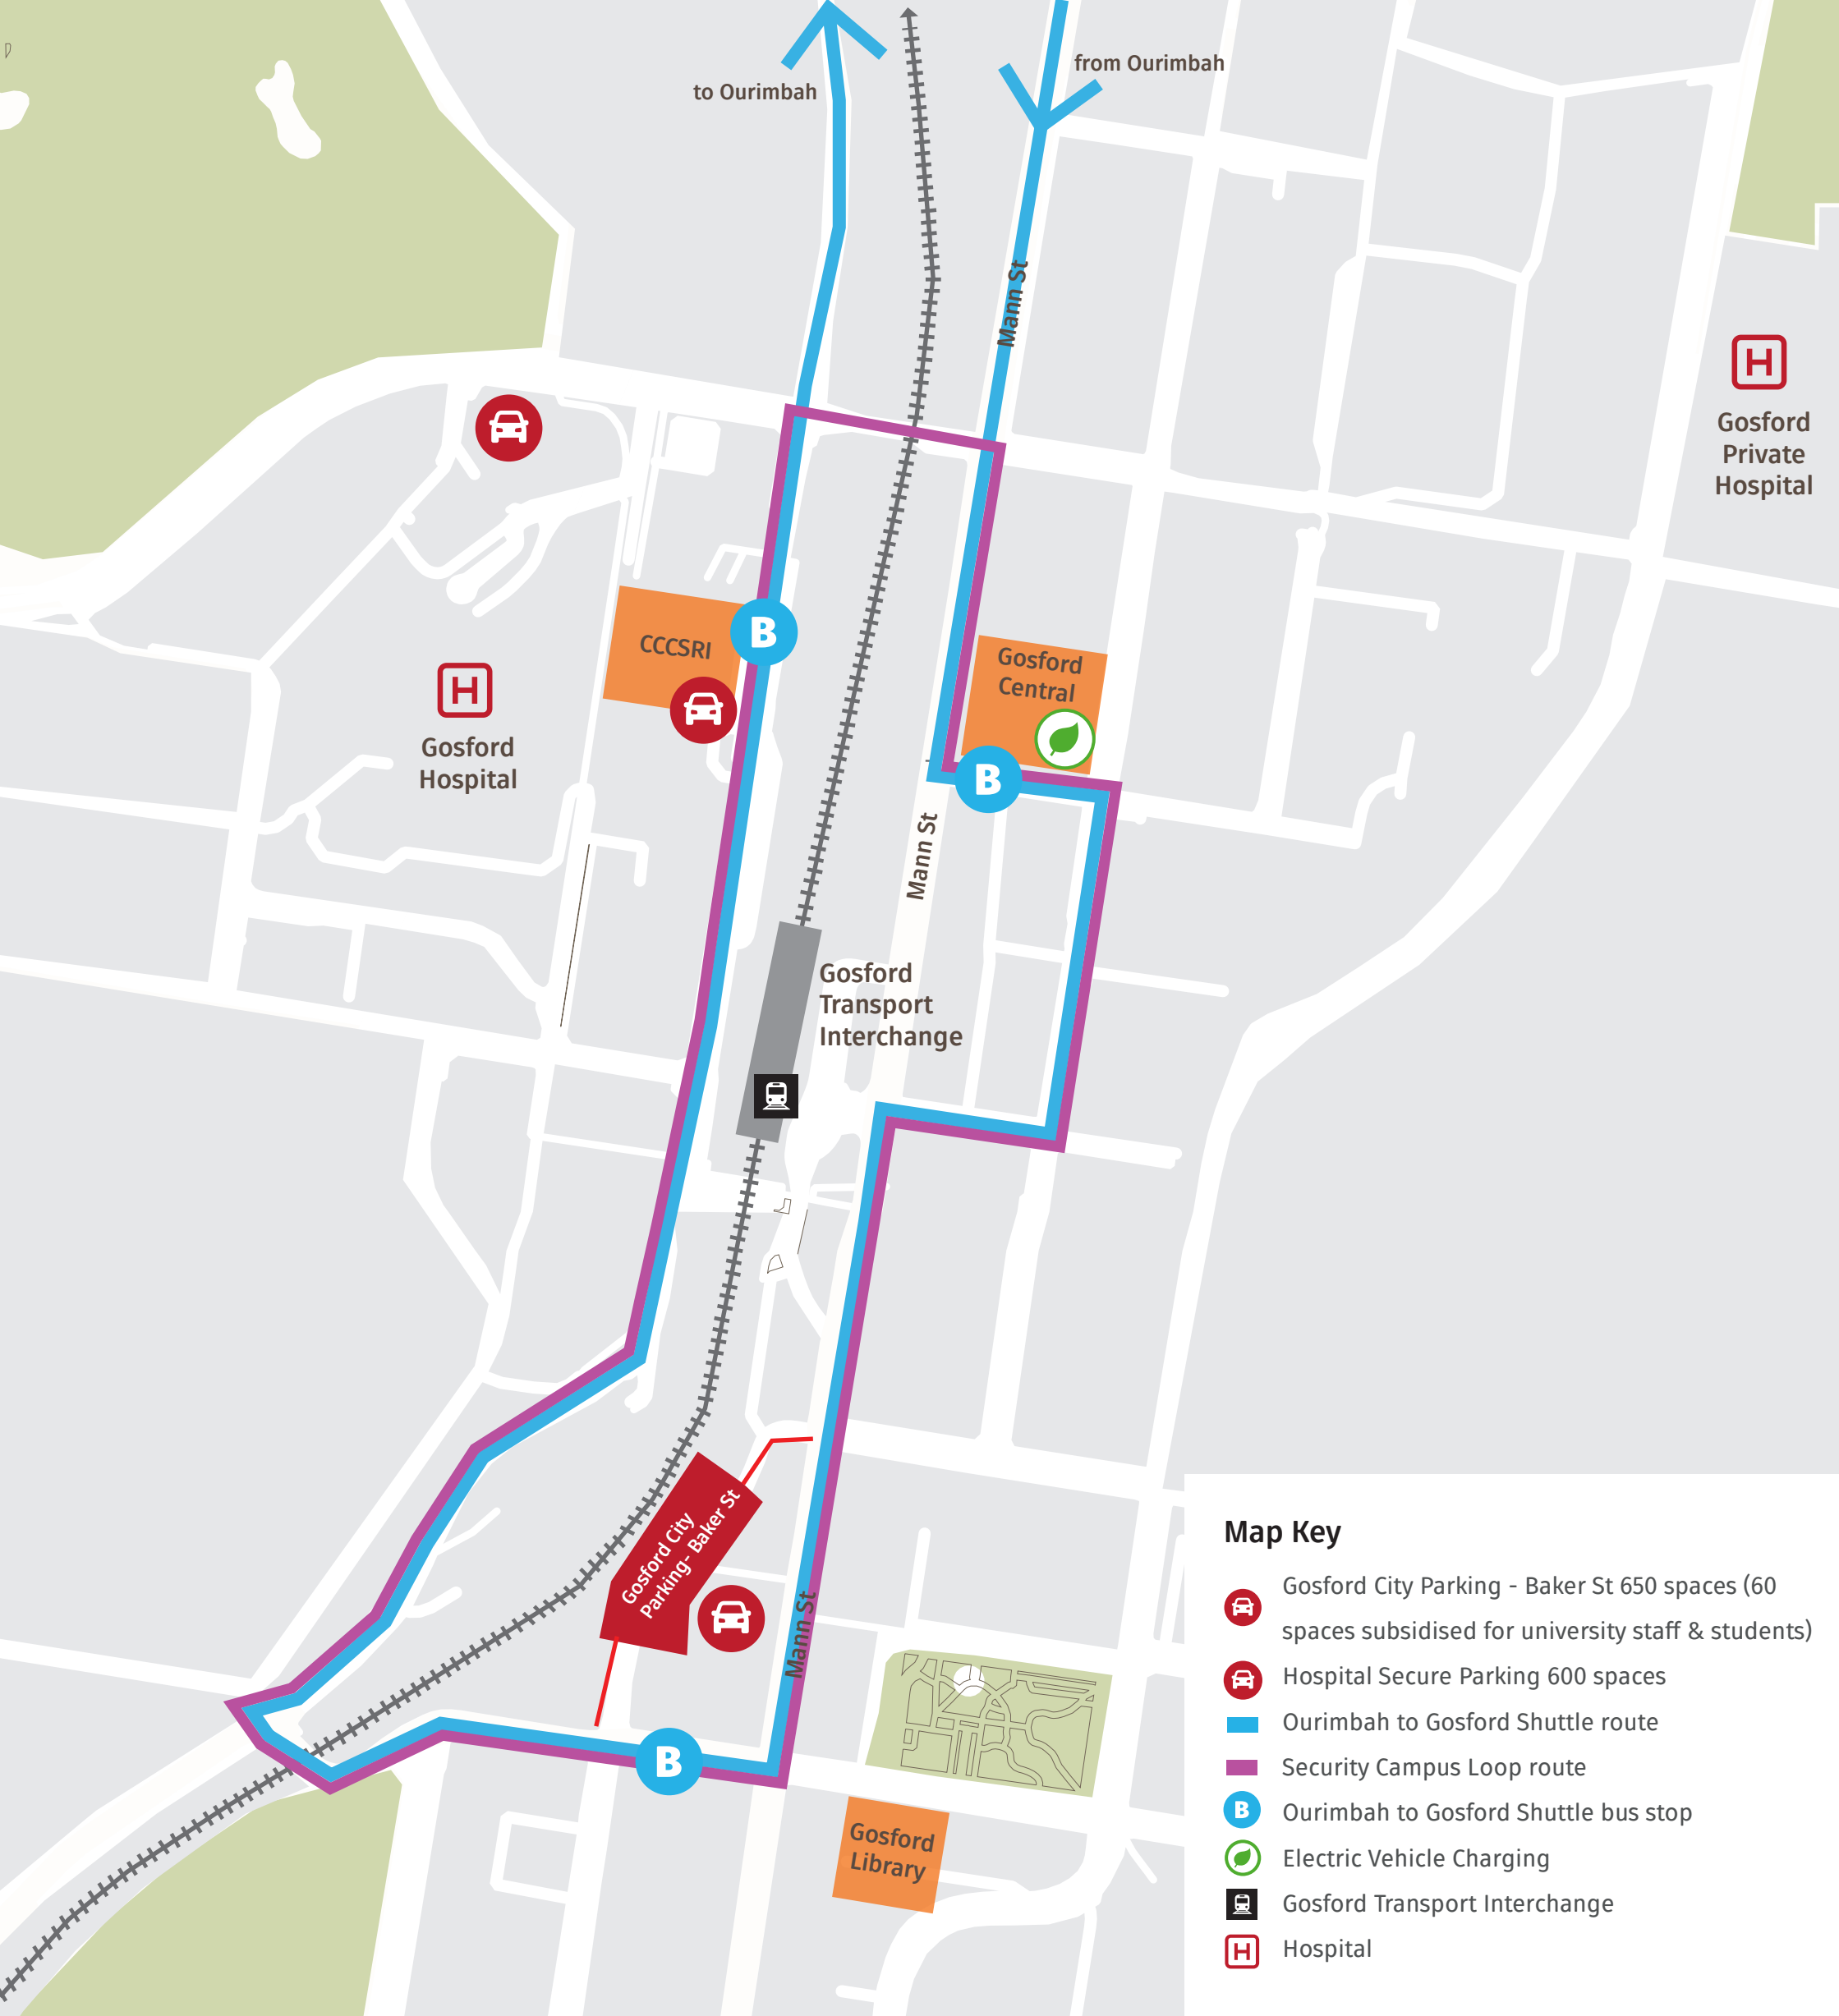 to Ourimbah
from Ourimbah
Mann St
H
Gosford
Private
Hospital
CCCSRI
B
Gosford
Central
H
Gosford
Hospital
B
Mann St
Gosford
Transport
Interchange
Gosford City
Parking- Baker St
Mann St
B
Gosford
Library
Map Key
Gosford City Parking - Baker St 650 spaces (60
spaces subsidised for university staff & students)
Hospital Secure Parking 600 spaces
Ourimbah to Gosford Shuttle route
Security Campus Loop route
B Ourimbah to Gosford Shuttle bus stop
Electric Vehicle Charging
Gosford Transport Interchange
H Hospital